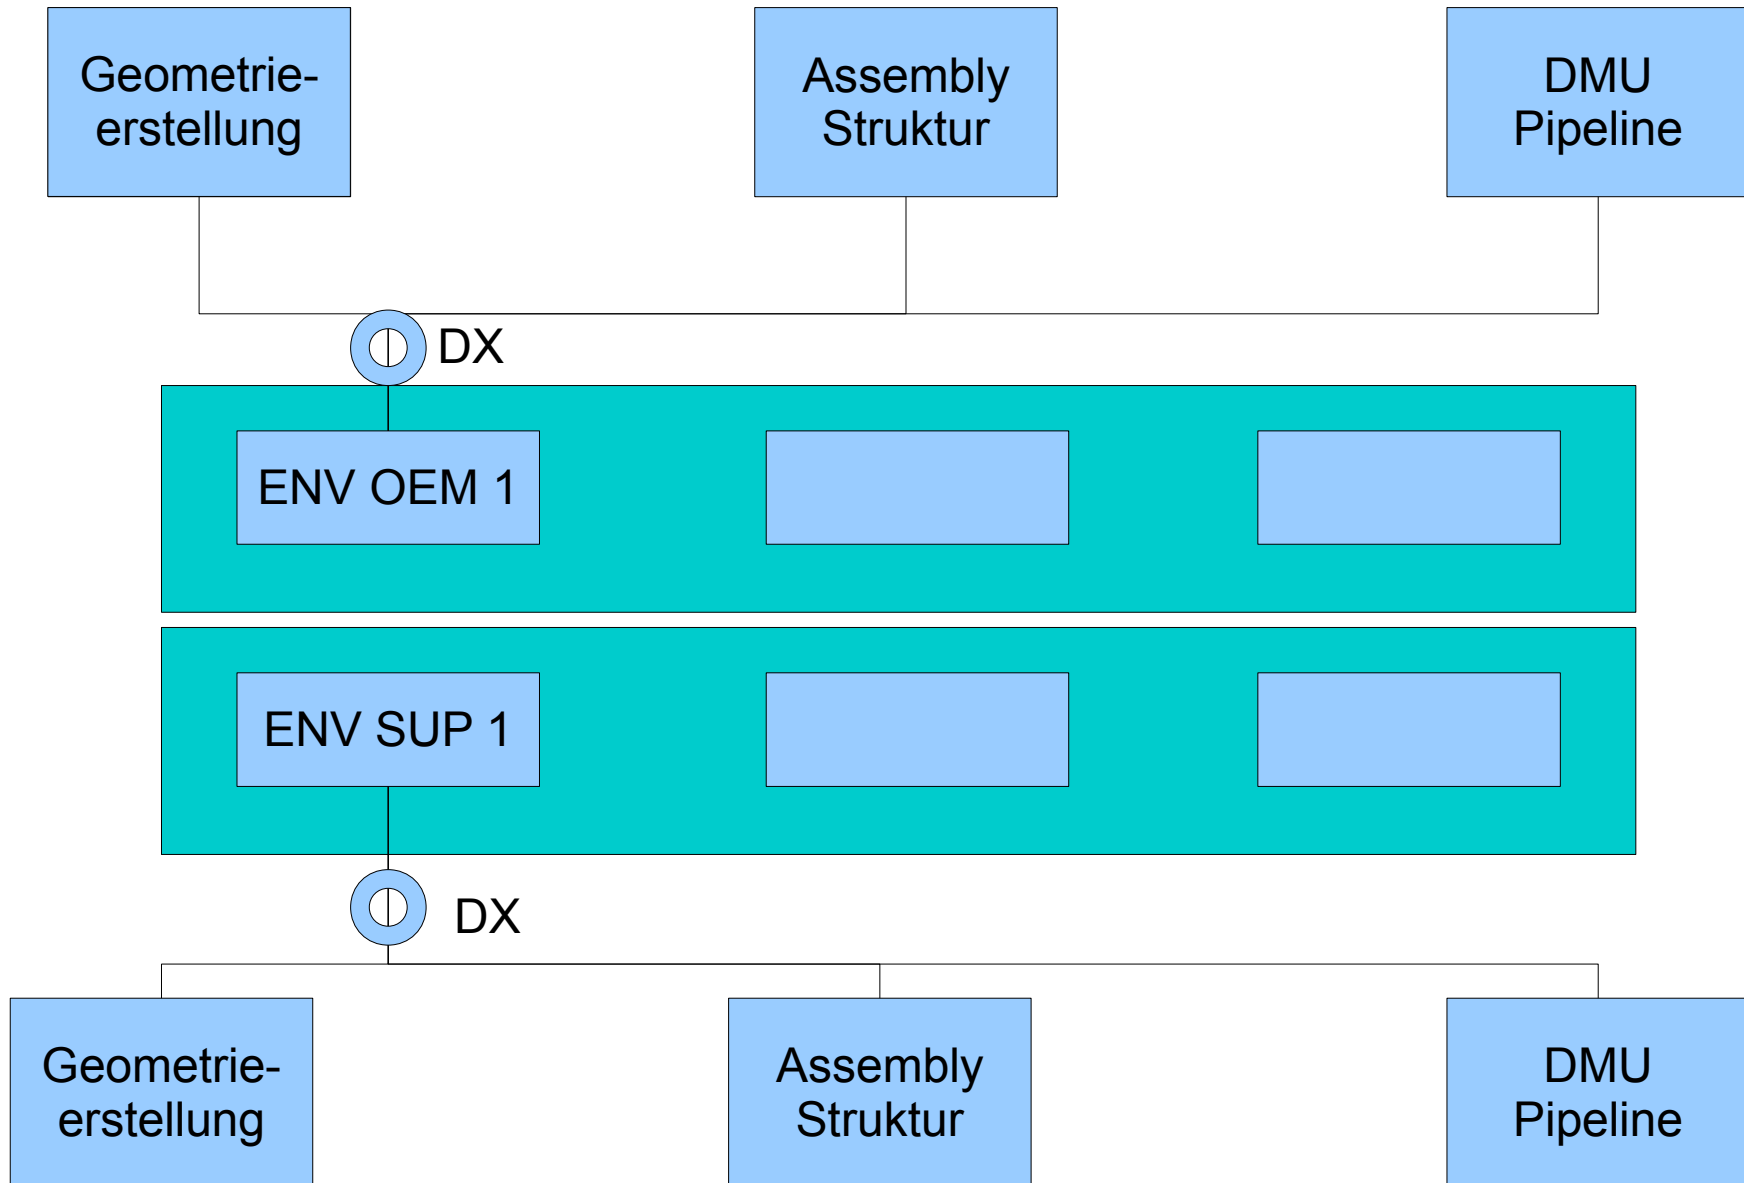 Geometrie-
erstellung
Assembly
Struktur
DMU
Pipeline
DX
ENV OEM 1
ENV SUP 1
DX
Geometrie-
erstellung
Assembly
Struktur
DMU
Pipeline